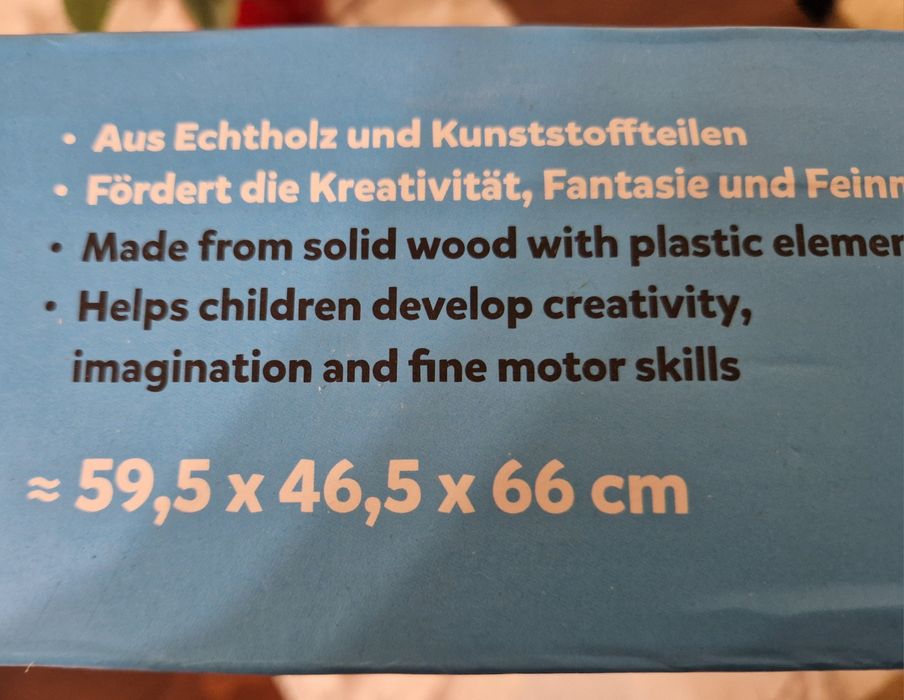 • Aus Echtholz und Kunststoffteilen
• Fördert die Kreativität, Fantasie und
• Made from solid wood with plastic
• Helps children develop creativity,
imagination and fine motor skills
≈ 59,5 x 46,5 x 66 cm